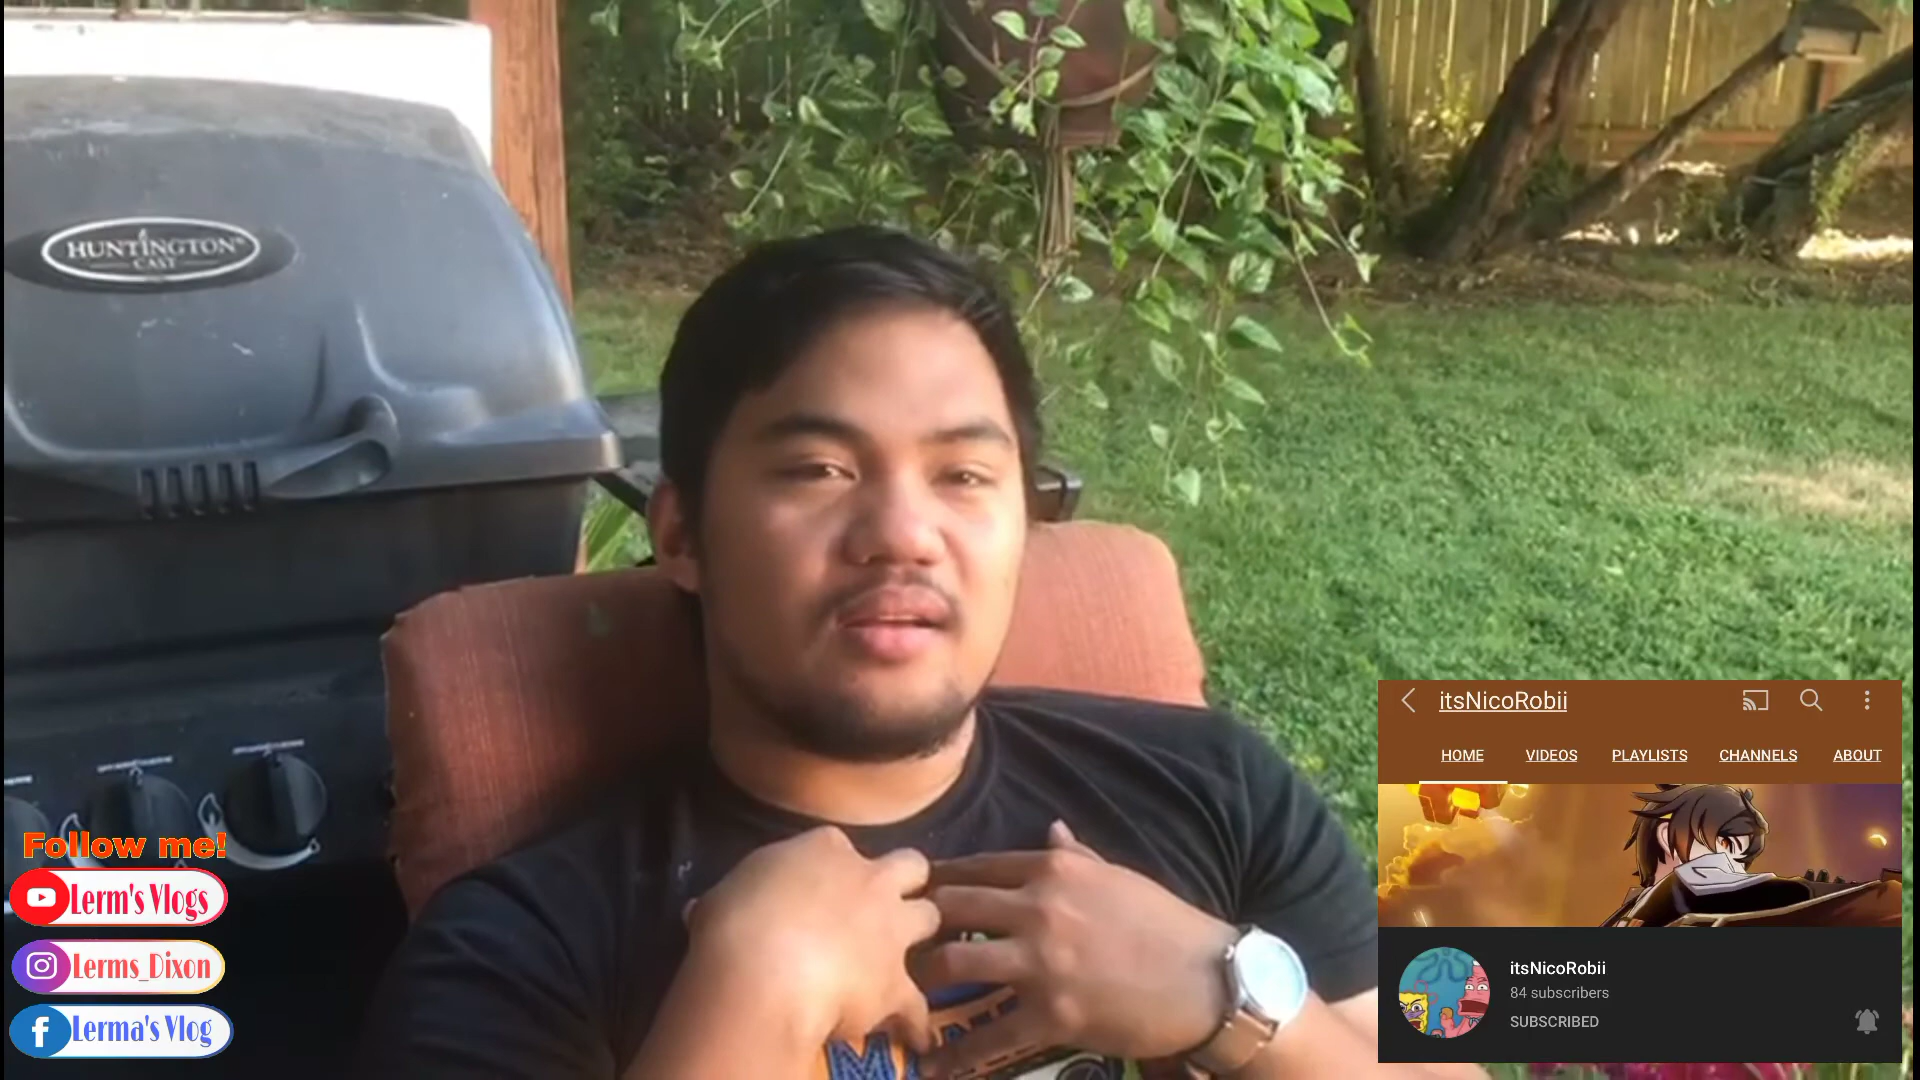 HUNTINGTON
CAST
Follow me!
Lerm's Vlogs
Lerms_Dixon
Lerma's Vlog
itsNicoRobii
HOME VIDEOS PLAYLISTS CHANNELS ABOUT
itsNicoRobii
84 subscribers
SUBSCRIBED